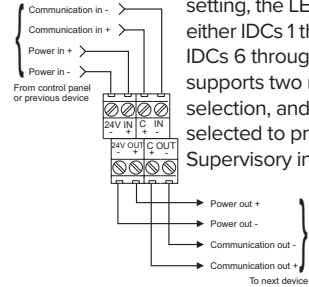 Communication in -
Communication in +
Power in +
Power in -
From control panel
or previous device
24V IN C IN
- + + -
24V OUT C OUT
- + + -
Power out +
Power out -
Communication out -
Communication out +
To next device
setting, the LE
either IDCs 1 th
IDCs 6 throug
supports two
selection, and
selected to pr
Supervisory in